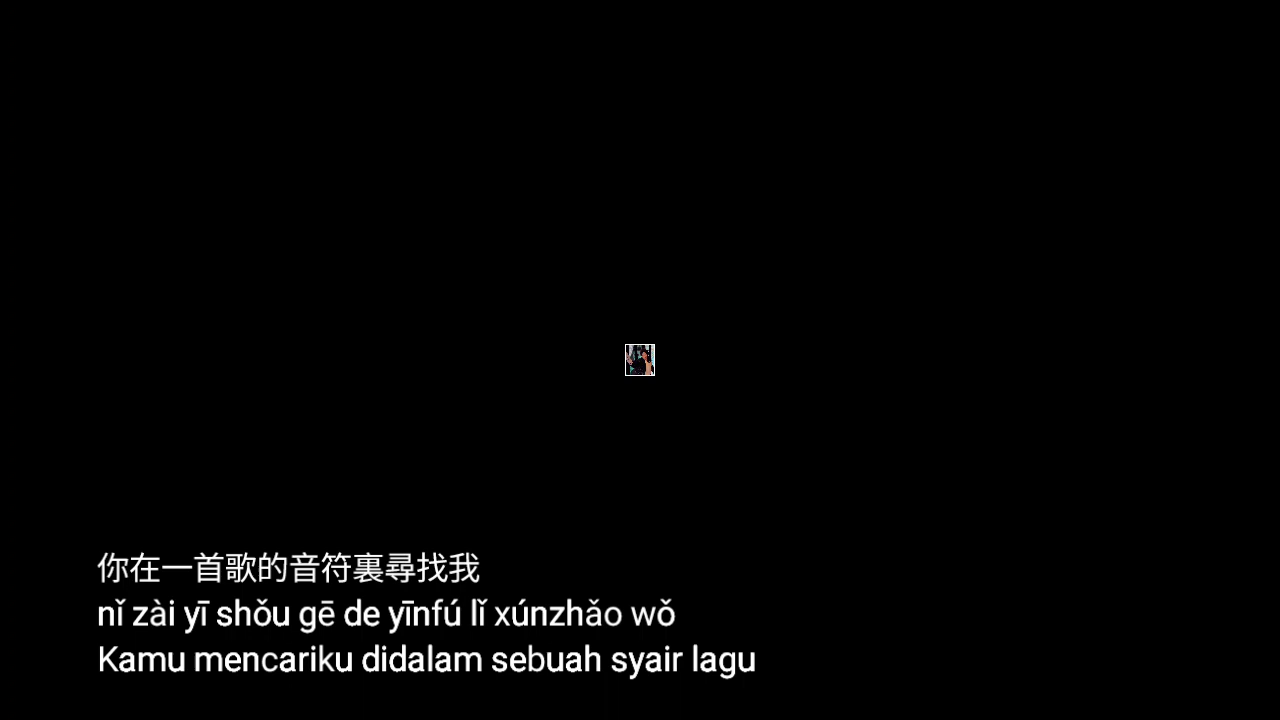 你在一首歌的音符裏尋找我
nǐ zài yī shǒu gē de yīnfú lǐ xúnzhǎo wǒ
Kamu mencariku didalam sebuah syair lagu